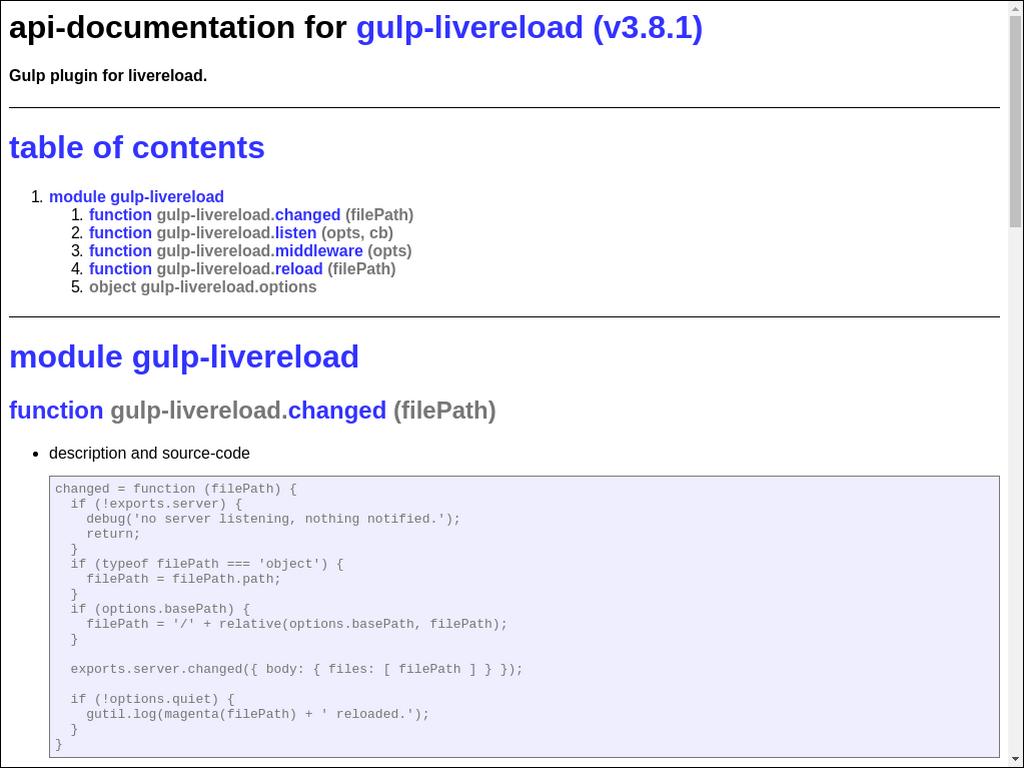 api-documentation for gulp-livereload (v3.8.1)
Gulp plugin for livereload.
table of contents
1. module gulp-livereload
1. function gulp-livereload.changed (filePath)
2. function gulp-livereload.listen (opts, cb)
3. function gulp-livereload.middleware (opts)
4. function gulp-livereload.reload (filePath)
5. object gulp-livereload.options
module gulp-livereload
function gulp-livereload.changed (filePath)
• description and source-code
changed = function (filePath) {
  if (!exports.server) {
    debug('no server listening, nothing notified.');
    return;
  }
  if (typeof filePath === 'object') {
    filePath = filePath.path;
  }
  if (options.basePath) {
    filePath = '/' + relative(options.basePath, filePath);
  }
  exports.server.changed({ body: { files: [ filePath ] } });
  if (!options.quiet) {
    gutil.log(magenta(filePath) + ' reloaded.');
  }
}